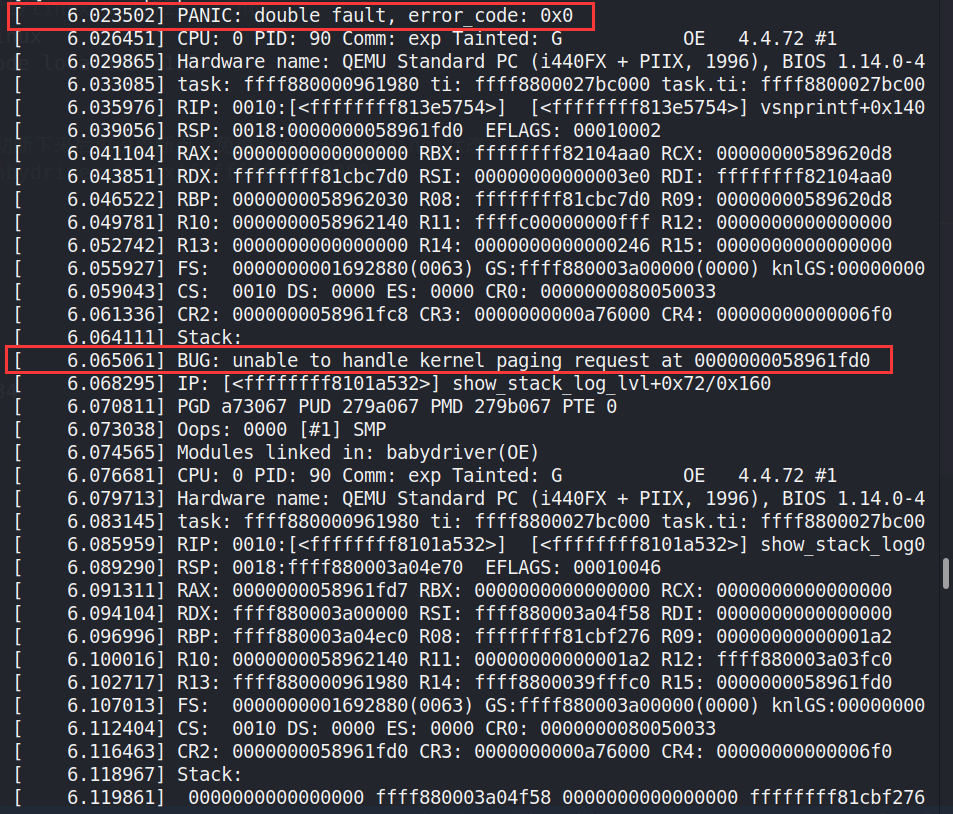 [    6.023502] PANIC: double fault, error_code: 0x0
[    6.026451] CPU: 0 PID: 90 Comm: exp Tainted: G           OE   4.4.72 #1
[    6.029865] Hardware name: QEMU Standard PC (i440FX + PIIX, 1996), BIOS 1.14.0-4
[    6.033085] task: ffff880000961980 ti: ffff8800027bc000 task.ti: ffff8800027bc00
[    6.035976] RIP: 0010:[<ffffffff813e5754>]  [<ffffffff813e5754>] vsnprintf+0x140
[    6.039056] RSP: 0018:0000000058961fd0  EFLAGS: 00010002
[    6.041104] RAX: 0000000000000000 RBX: ffffffff82104aa0 RCX: 00000000589620d8
[    6.043851] RDX: ffffffff81cbc7d0 RSI: 00000000000003e0 RDI: ffffffff82104aa0
[    6.046522] RBP: 0000000058962030 R08: ffffffff81cbc7d0 R09: 00000000589620d8
[    6.049781] R10: 0000000058962140 R11: ffffc00000000fff R12: 0000000000000000
[    6.052742] R13: 0000000000000000 R14: 0000000000000246 R15: 0000000000000000
[    6.055927] FS:  0000000001692880(0063) GS:ffff880003a00000(0000) knlGS:00000000
[    6.059043] CS:  0010 DS: 0000 ES: 0000 CR0: 0000000080050033
[    6.061336] CR2: 0000000058961fc8 CR3: 0000000000a76000 CR4: 00000000000006f0
[    6.064111] Stack:
[    6.065061] BUG: unable to handle kernel paging request at 0000000058961fd0
[    6.068295] IP: [<ffffffff8101a532>] show_stack_log_lvl+0x72/0x160
[    6.070811] PGD a73067 PUD 279a067 PMD 279b067 PTE 0
[    6.073038] Oops: 0000 [#1] SMP
[    6.074565] Modules linked in: babydriver(OE)
[    6.076681] CPU: 0 PID: 90 Comm: exp Tainted: G           OE   4.4.72 #1
[    6.079713] Hardware name: QEMU Standard PC (i440FX + PIIX, 1996), BIOS 1.14.0-4
[    6.083145] task: ffff880000961980 ti: ffff8800027bc000 task.ti: ffff8800027bc00
[    6.085959] RIP: 0010:[<ffffffff8101a532>]  [<ffffffff8101a532>] show_stack_log0
[    6.089290] RSP: 0018:ffff880003a04e70  EFLAGS: 00010046
[    6.091311] RAX: 0000000058961fd7 RBX: 0000000000000000 RCX: 0000000000000000
[    6.094104] RDX: ffff880003a00000 RSI: ffff880003a04f58 RDI: 0000000000000000
[    6.096996] RBP: ffff880003a04ec0 R08: ffffffff81cbf276 R09: 00000000000001a2
[    6.100016] R10: 0000000058962140 R11: 00000000000001a2 R12: ffff880003a03fc0
[    6.102717] R13: ffff880000961980 R14: ffff8800039fffc0 R15: 0000000058961fd0
[    6.107013] FS:  0000000001692880(0063) GS:ffff880003a00000(0000) knlGS:00000000
[    6.112404] CS:  0010 DS: 0000 ES: 0000 CR0: 0000000080050033
[    6.116463] CR2: 0000000058961fd0 CR3: 0000000000a76000 CR4: 00000000000006f0
[    6.118967] Stack:
[    6.119861]  0000000000000000 ffff880003a04f58 0000000000000000 ffffffff81cbf276